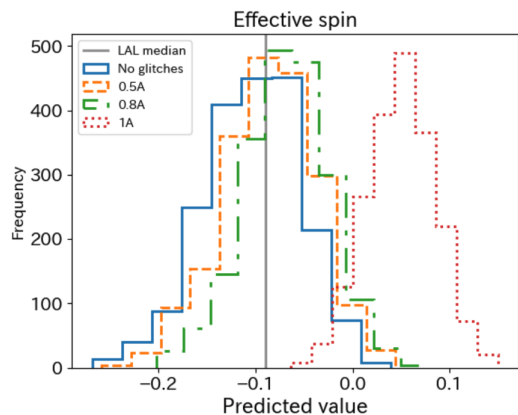 Effective spin
500
400
300
200
100
0
Frequency
LAL median
No glitches
0.5A
0.8A
1A
−0.2
−0.1
0.0
0.1
Predicted value